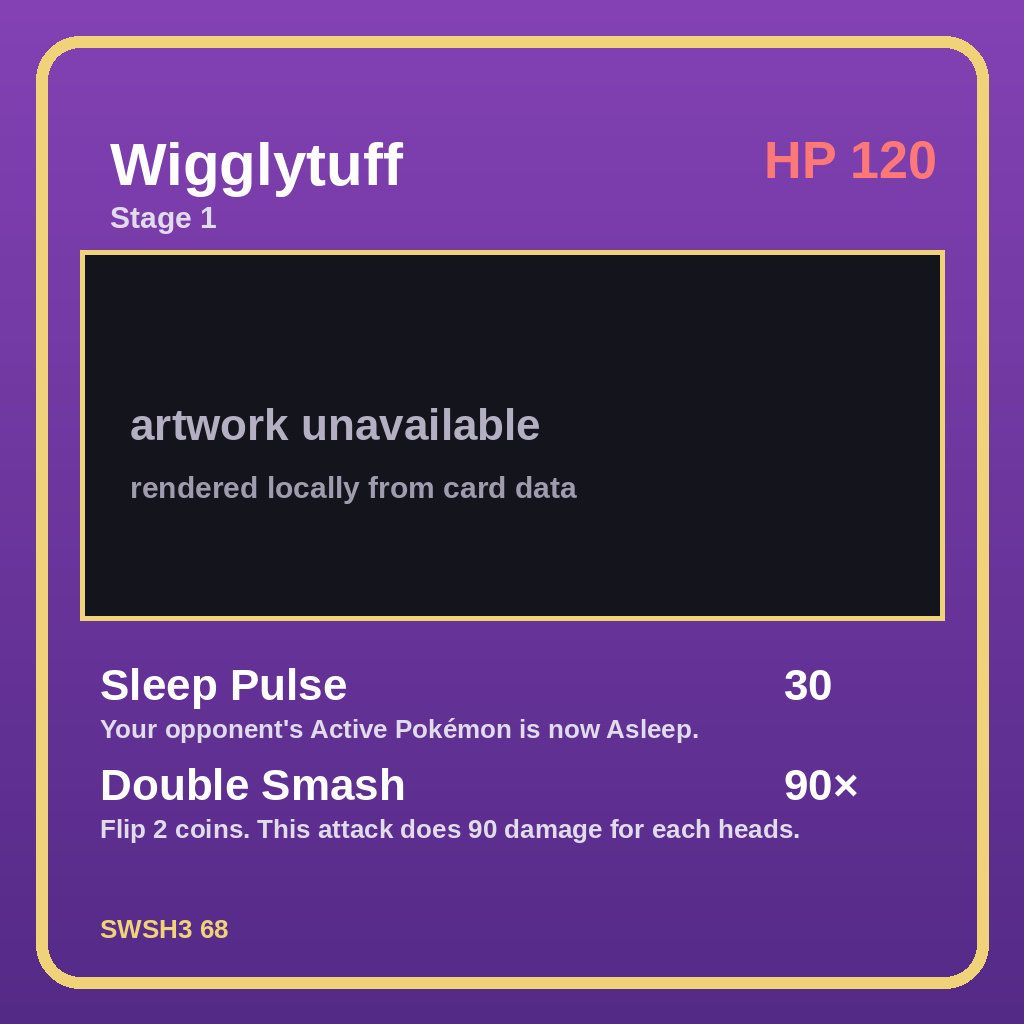 Wigglytuff
HP 120
Stage 1
artwork unavailable
rendered locally from card data
Sleep Pulse 30
Your opponent's Active Pokémon is now Asleep.
Double Smash 90×
Flip 2 coins. This attack does 90 damage for each heads.
SWSH3 68